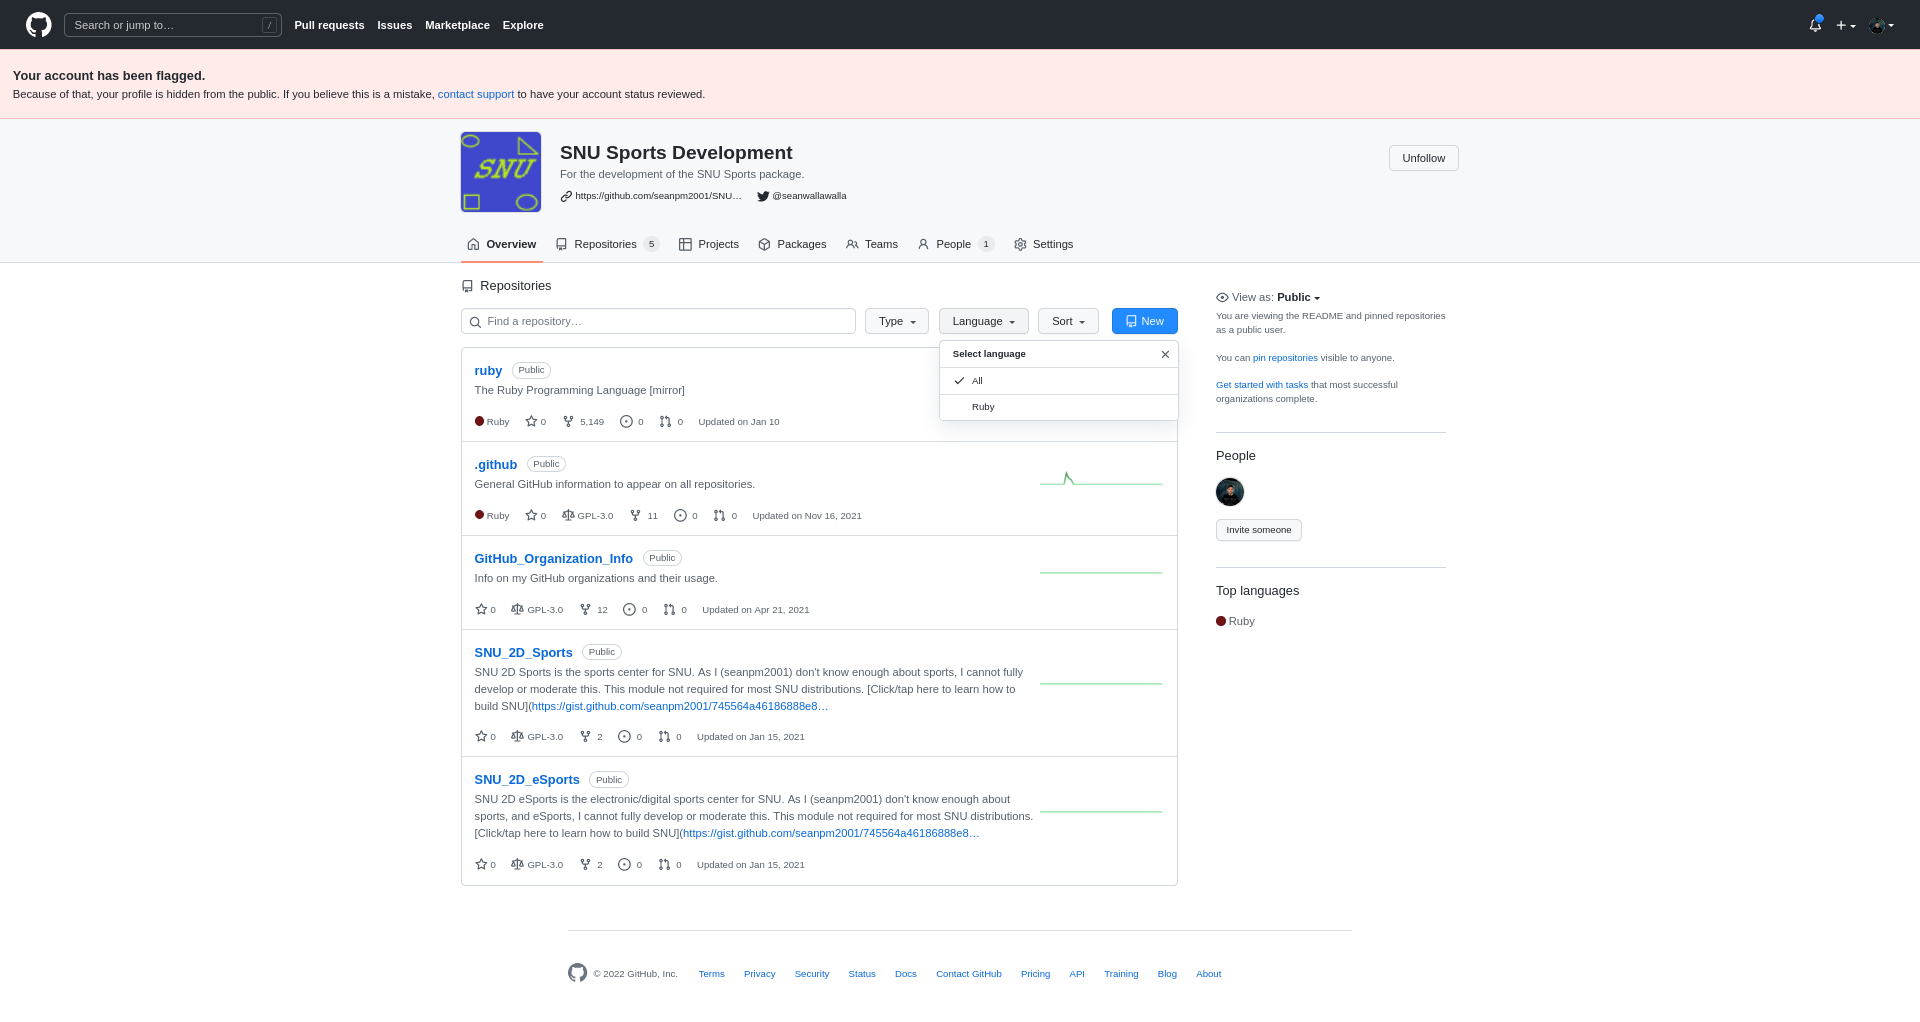 Search or jump to… /
Pull requests Issues Marketplace Explore
Your account has been flagged.
Because of that, your profile is hidden from the public. If you believe this is a mistake, contact support to have your account status reviewed.
SNU
SNU Sports Development
For the development of the SNU Sports package.
https://github.com/seanpm2001/SNU… @seanwallawalla
Unfollow
Overview Repositories 5 Projects Packages Teams People 1 Settings
Repositories
Find a repository… Type Language Sort New
Select language
All
Ruby
ruby Public
The Ruby Programming Language [mirror]
Ruby 0 5,149 0 0 Updated on Jan 10
.github Public
General GitHub information to appear on all repositories.
Ruby 0 GPL-3.0 11 0 0 Updated on Nov 16, 2021
GitHub_Organization_Info Public
Info on my GitHub organizations and their usage.
0 GPL-3.0 12 0 0 Updated on Apr 21, 2021
SNU_2D_Sports Public
SNU 2D Sports is the sports center for SNU. As I (seanpm2001) don't know enough about sports, I cannot fully
develop or moderate this. This module not required for most SNU distributions. [Click/tap here to learn how to
build SNU](https://gist.github.com/seanpm2001/745564a46186888e8…
0 GPL-3.0 2 0 0 Updated on Jan 15, 2021
SNU_2D_eSports Public
SNU 2D eSports is the electronic/digital sports center for SNU. As I (seanpm2001) don't know enough about
sports, and eSports, I cannot fully develop or moderate this. This module not required for most SNU distributions.
[Click/tap here to learn how to build SNU](https://gist.github.com/seanpm2001/745564a46186888e8…
0 GPL-3.0 2 0 0 Updated on Jan 15, 2021
View as: Public
You are viewing the README and pinned repositories
as a public user.
You can pin repositories visible to anyone.
Get started with tasks that most successful
organizations complete.
People
Invite someone
Top languages
Ruby
© 2022 GitHub, Inc. Terms Privacy Security Status Docs Contact GitHub Pricing API Training Blog About